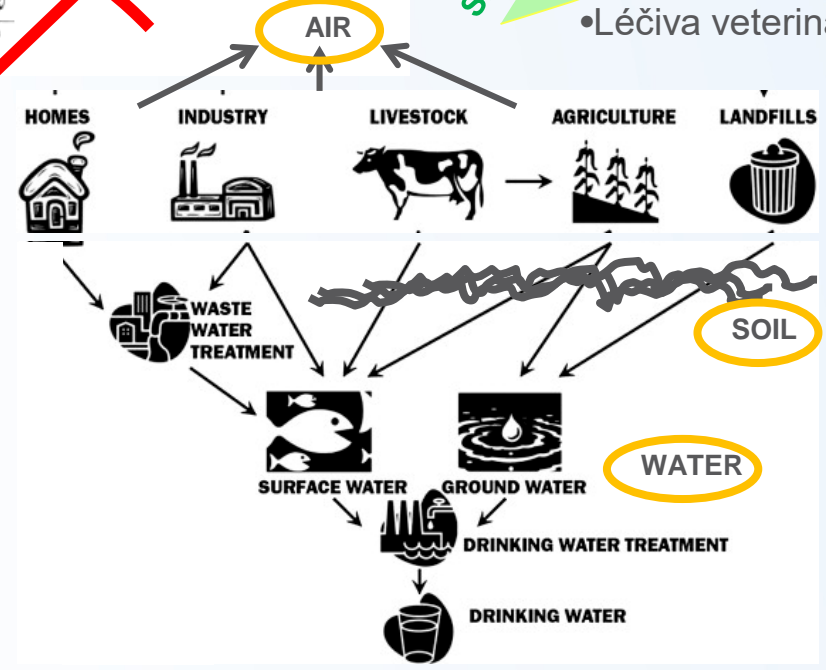 AIR
•Léčiva veterina
HOMES
INDUSTRY
LIVESTOCK
AGRICULTURE
LANDFILLS
WASTE
WATER
TREATMENT
SOIL
WATER
SURFACE WATER
GROUND WATER
DRINKING WATER TREATMENT
DRINKING WATER